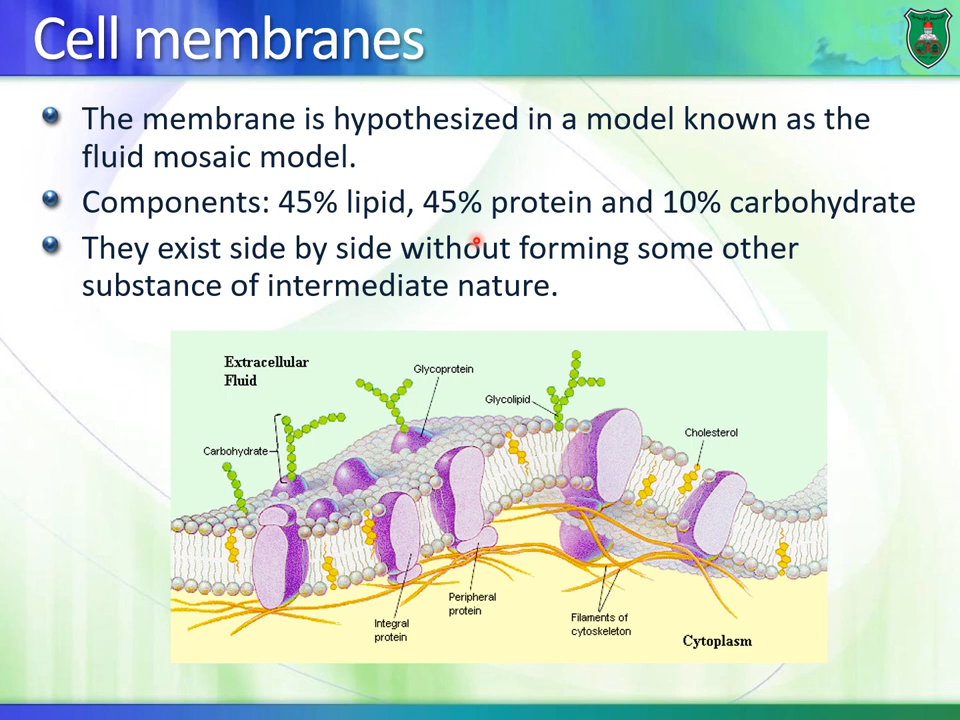 Cell membranes
The membrane is hypothesized in a model known as the
fluid mosaic model.
Components: 45% lipid, 45% protein and 10% carbohydrate
They exist side by side without forming some other
substance of intermediate nature.
Extracellular
Fluid
Glycoprotein
Glycolipid
Cholesterol
Carbohydrate
Peripheral
protein
Integral
protein
Filaments of
cytoskeleton
Cytoplasm